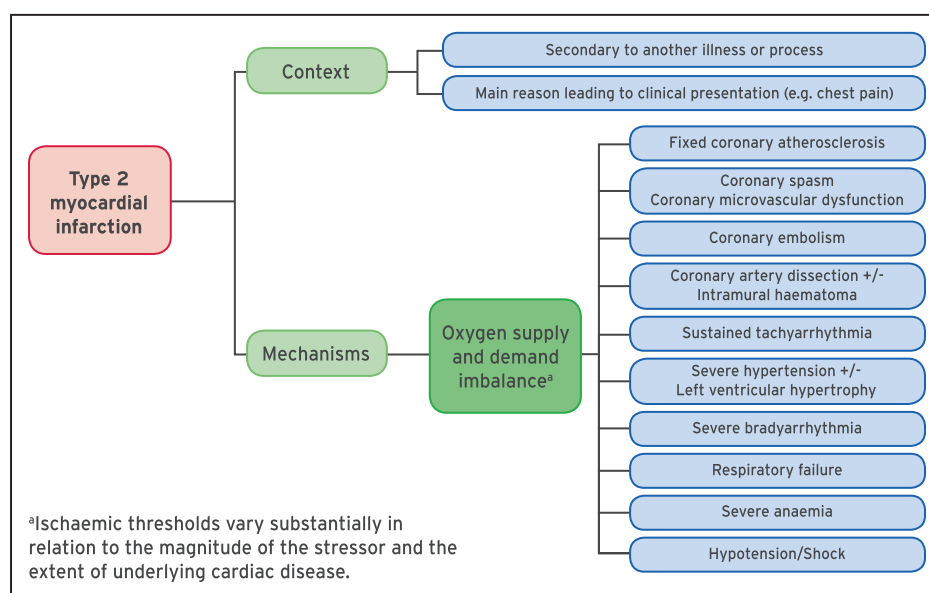 Type 2
myocardial
infarction
Context
Secondary to another illness or process
Main reason leading to clinical presentation (e.g. chest pain)
Mechanisms
Oxygen supply
and demand
imbalanceᵃ
Fixed coronary atherosclerosis
Coronary spasm
Coronary microvascular dysfunction
Coronary embolism
Coronary artery dissection +/-
Intramural haematoma
Sustained tachyarrhythmia
Severe hypertension +/-
Left ventricular hypertrophy
Severe bradyarrhythmia
Respiratory failure
Severe anaemia
Hypotension/Shock
ᵃIschaemic thresholds vary substantially in
relation to the magnitude of the stressor and the
extent of underlying cardiac disease.